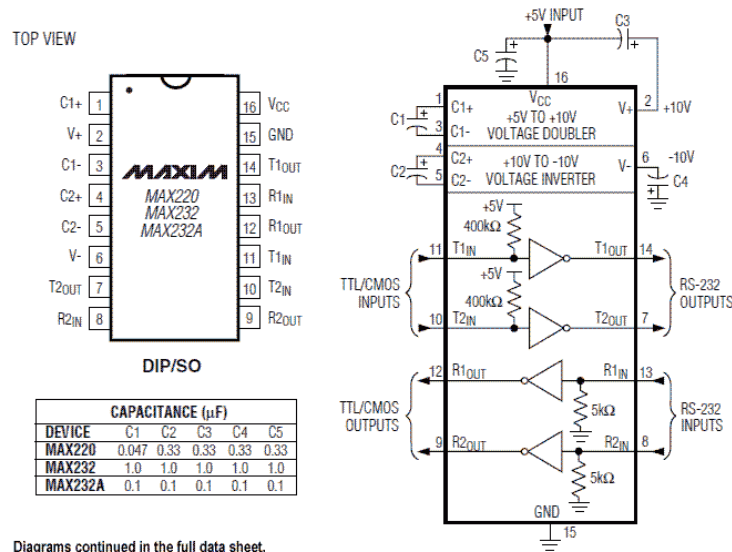 TOP VIEW
C1+ 1
V+ 2
C1- 3
C2+ 4
C2- 5
V- 6
T2OUT 7
R2IN 8
16 VCC
15 GND
14 T1OUT
13 R1IN
12 R1OUT
11 T1IN
10 T2IN
9 R2OUT
MAXIM
MAX220
MAX232
MAX232A
DIP/SO
CAPACITANCE (μF)
DEVICE C1 C2 C3 C4 C5
MAX220 0.047 0.33 0.33 0.33 0.33
MAX232 1.0 1.0 1.0 1.0 1.0
MAX232A 0.1 0.1 0.1 0.1 0.1
Diagrams continued in the full data sheet.
+5V INPUT
C3
C5 +
+
16
VCC
1 C1+
C1 +
3 C1-
+5V TO +10V
VOLTAGE DOUBLER
V+ 2 +10V
4 C2+
C2 +
5 C2-
+10V TO -10V
VOLTAGE INVERTER
V- 6 -10V
C4
+
+5V
400kΩ
11 T1IN
T1OUT 14
+5V
400kΩ
TTL/CMOS
INPUTS
RS-232
OUTPUTS
10 T2IN
T2OUT 7
12 R1OUT
R1IN 13
5kΩ
TTL/CMOS
OUTPUTS
RS-232
INPUTS
9 R2OUT
R2IN 8
5kΩ
GND
15